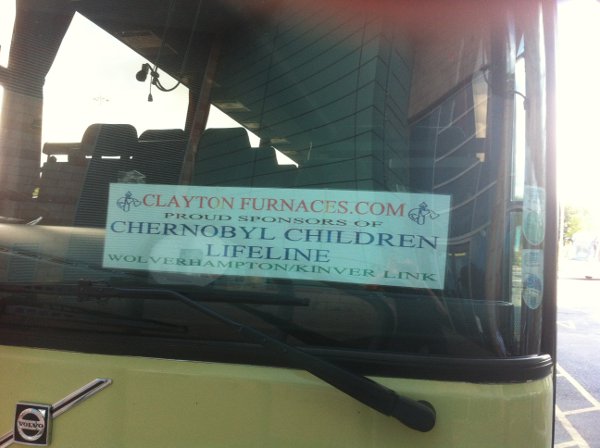 CLAYTON FURNACES.COM
PROUD SPONSORS OF
CHERNOBYL CHILDREN
LIFELINE
WOLVERHAMPTON/KINVER LINK
VOLVO